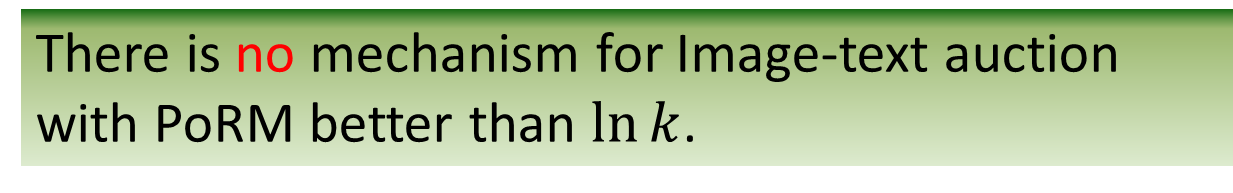 There is no mechanism for Image-text auction
with PoRM better than ln k.